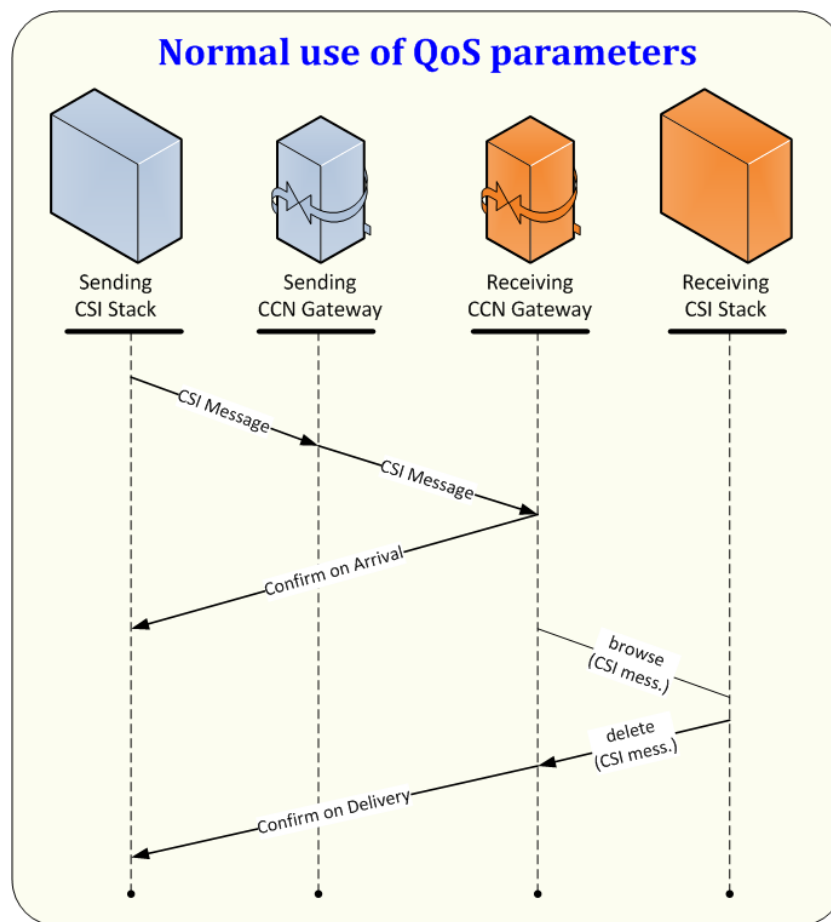 Normal use of QoS parameters
Sending
CSI Stack
Sending
CCN Gateway
Receiving
CCN Gateway
Receiving
CSI Stack
CSI Message
CSI Message
Confirm on Arrival
browse
(CSI mess.)
delete
(CSI mess.)
Confirm on Delivery